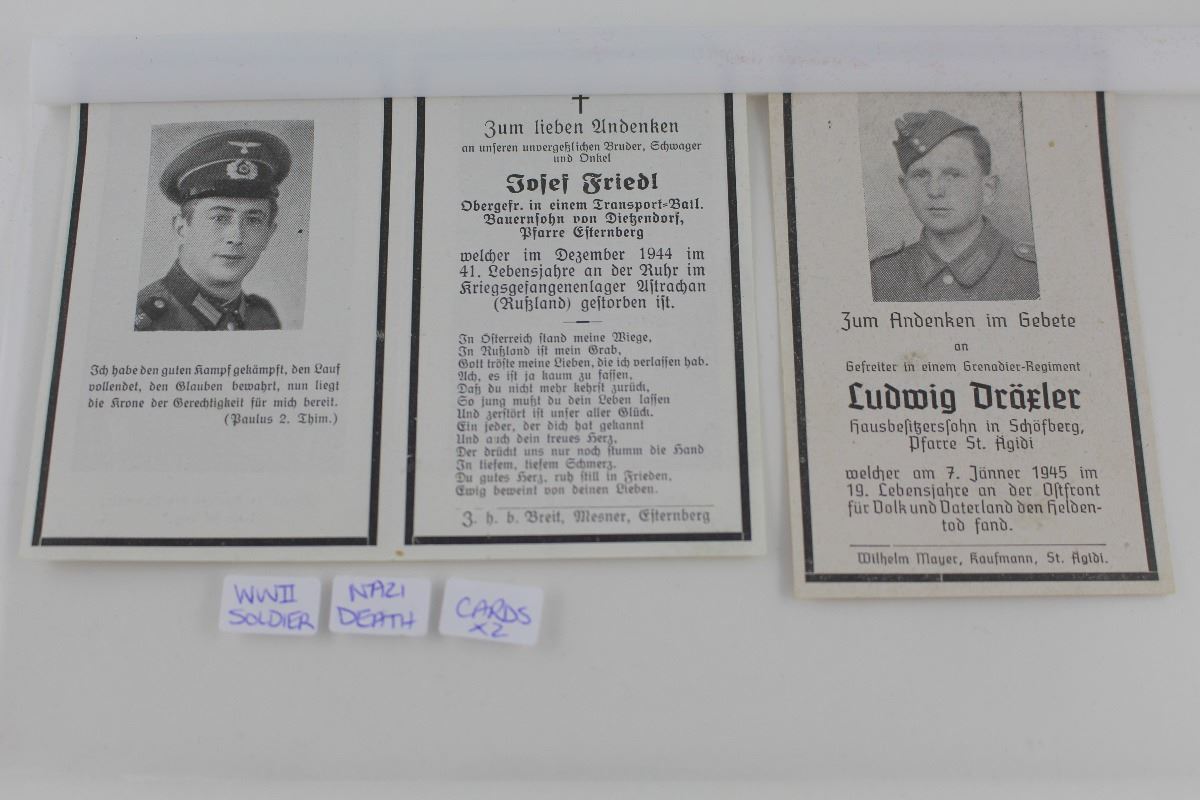 Ich habe den guten Kampf gekämpft, den Lauf
vollendet, den Glauben bewahrt, nun liegt
die Krone der Gerechtigkeit für mich bereit.
(Paulus 2. Thim.)
Zum lieben Andenken
an unseren unvergeßlichen Bruder, Schwager
und Onkel
Josef Friedl
Obergefr. in einem Transport-Batl.
Bauernsohn von Dietzendorf,
Pfarre Esternberg
welcher im Dezember 1944 im
41. Lebensjahre an der Ruhr im
Kriegsgefangenenlager Astrachan
(Rußland) gestorben ist.
In Österreich stand meine Wiege,
In Rußland ist mein Grab,
Gott tröste meine Lieben, die ich verlassen hab.
Ach, es ist ja kaum zu fassen,
Daß du nicht mehr kehrst zurück,
So jung mußt du dein Leben lassen
Und zerstört ist unser aller Glück.
Ein jeder, der dich hat gekannt
Und auch dein treues Herz,
Der drückt uns nur noch stumm die Hand
In tiefem, tiefem Schmerz.
Du gutes Herz, ruh still in Frieden,
Ewig beweint von deinen Lieben.
Z. h. b. Breit, Mesner, Esternberg
Zum Andenken im Gebete
an
Gefreiter in einem Grenadier-Regiment
Ludwig Dräxler
Hausbesitzerssohn in Schöfberg,
Pfarre St. Ägidi
welcher am 7. Jänner 1945 im
19. Lebensjahre an der Ostfront
für Volk und Vaterland den Helden-
tod fand.
Wilhelm Mayer, Kaufmann, St. Ägidi.
WWII
SOLDIER
NAZI
DEATH
CARDS
X2